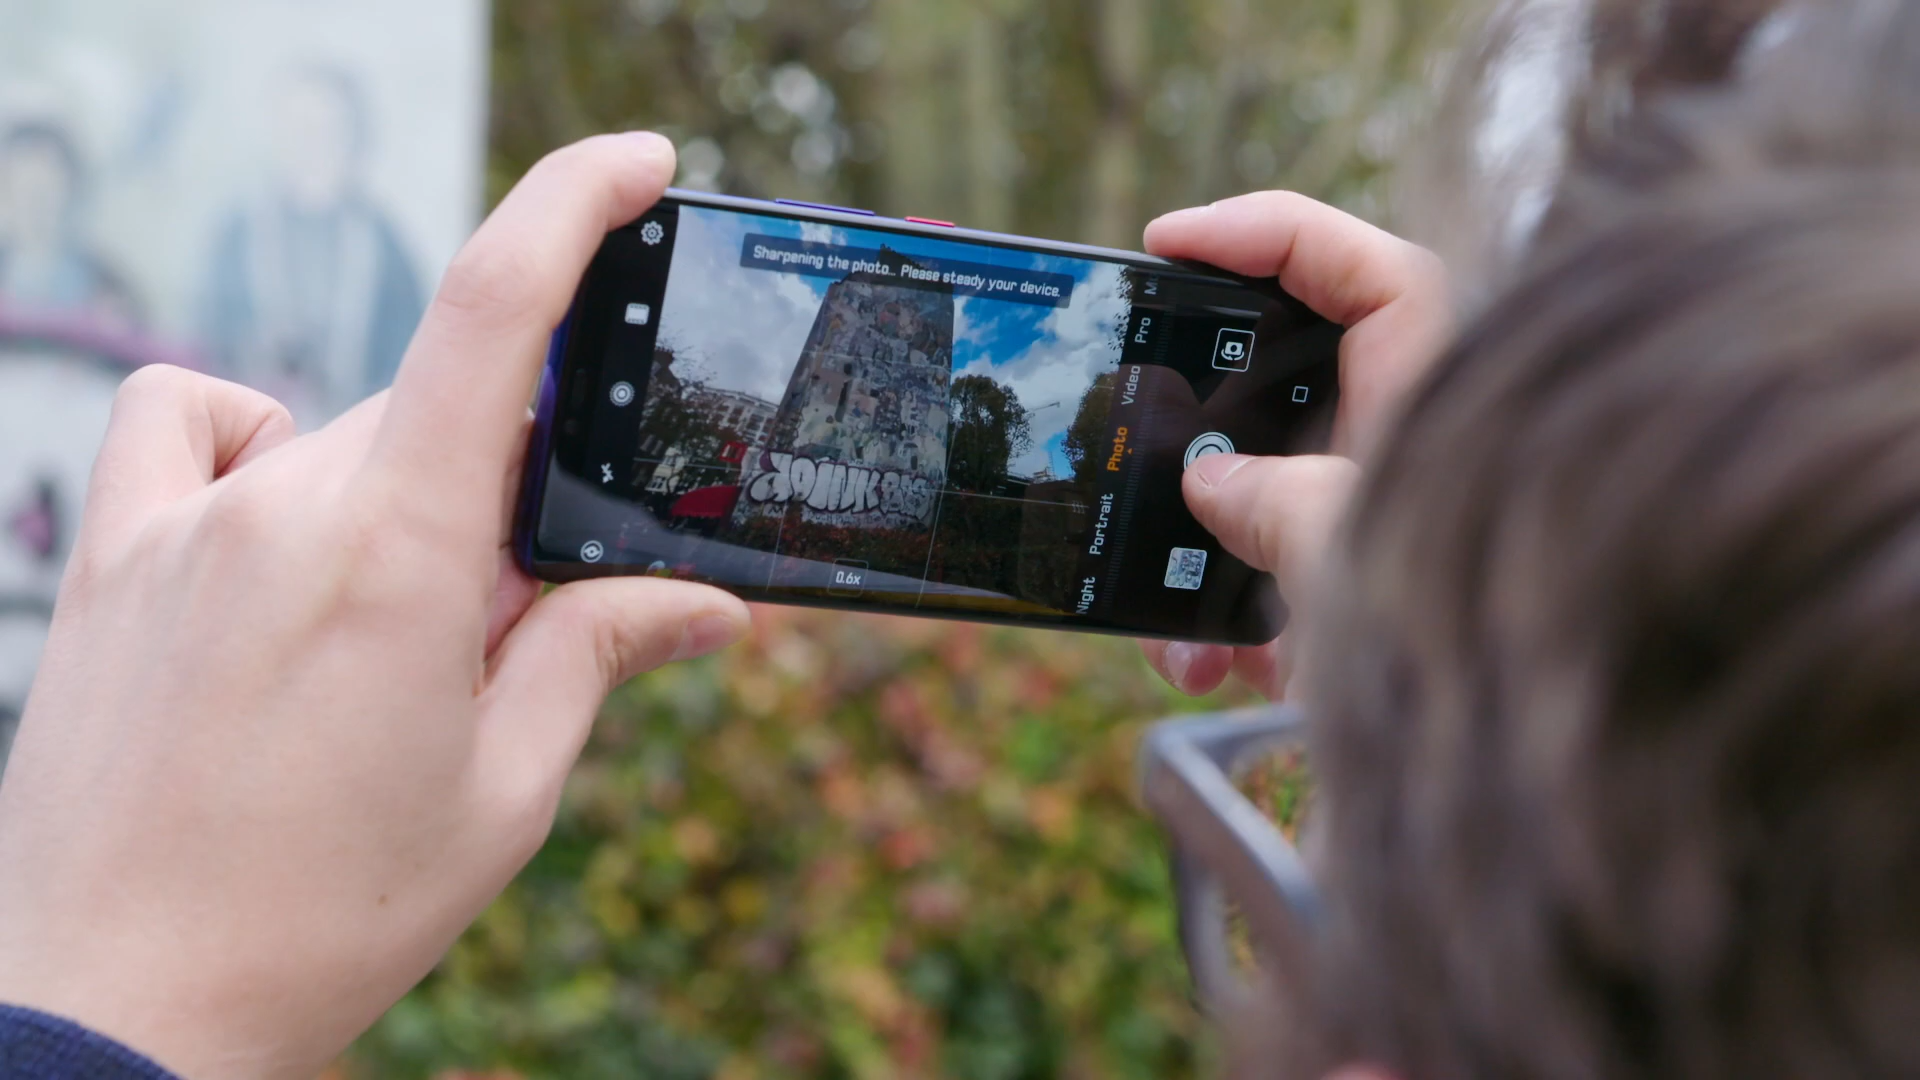 Sharpening the photo... Please steady your device.
M
Pro
Video
Photo
Portrait
Night
0.6x